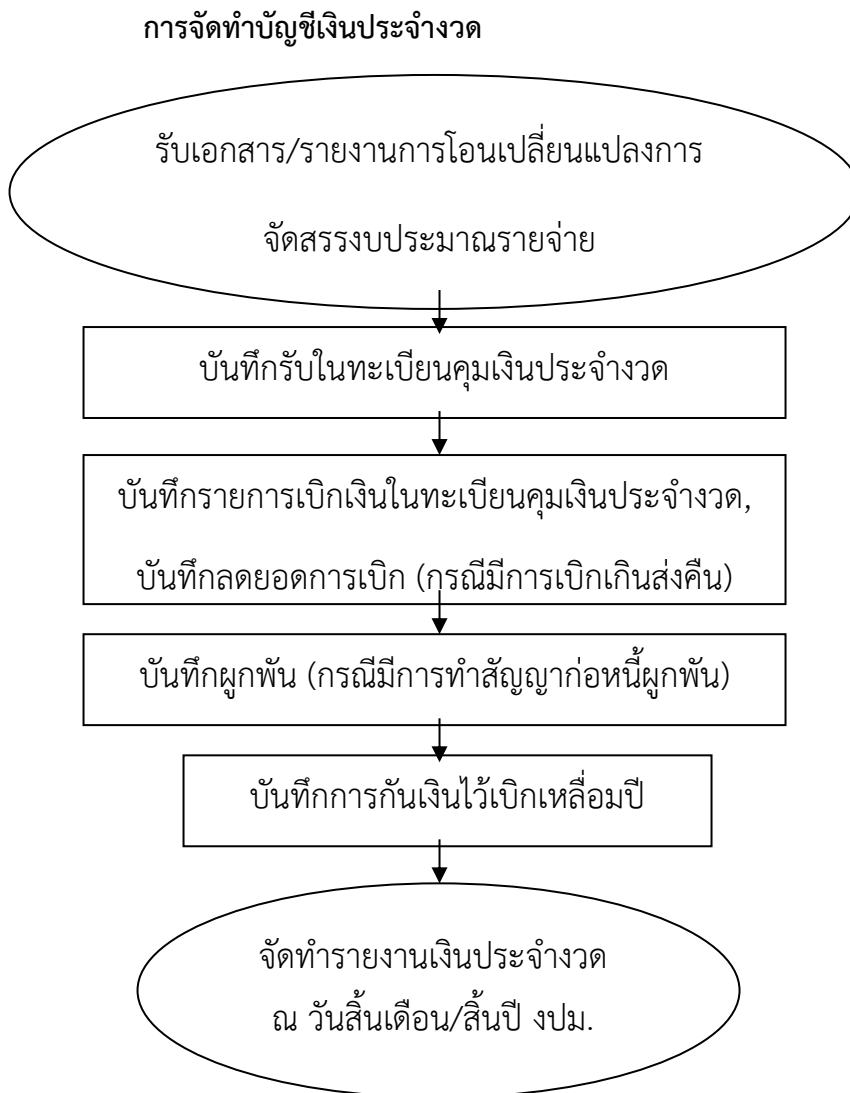 การจัดทำบัญชีเงินประจำงวด
รับเอกสาร/รายงานการโอนเปลี่ยนแปลงการ
จัดสรรงบประมาณรายจ่าย
บันทึกรับในทะเบียนคุมเงินประจำงวด
บันทึกรายการเบิกเงินในทะเบียนคุมเงินประจำงวด,
บันทึกลดยอดการเบิก (กรณีมีการเบิกเกินส่งคืน)
บันทึกผูกพัน (กรณีมีการทำสัญญาก่อหนี้ผูกพัน)
บันทึกการกันเงินไว้เบิกเหลื่อมปี
จัดทำรายงานเงินประจำงวด
ณ วันสิ้นเดือน/สิ้นปี งปม.